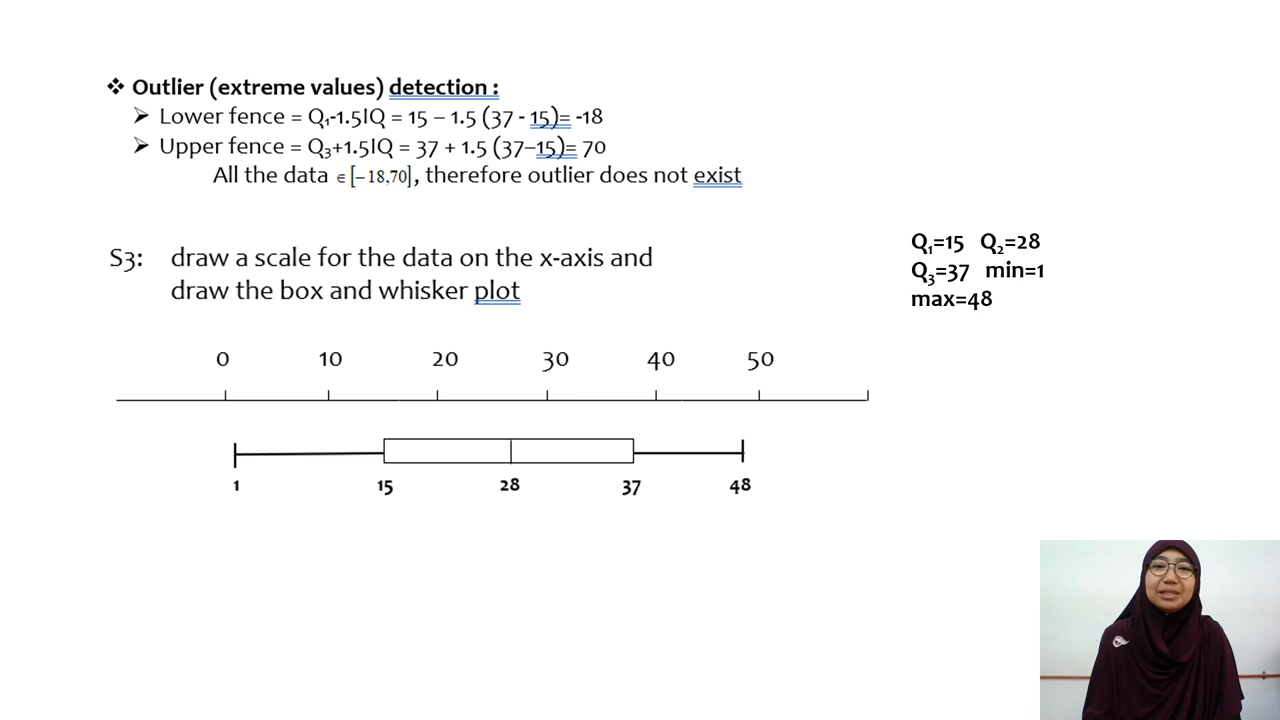 ❖ Outlier (extreme values) detection :
➢ Lower fence = Q₁-1.5IQ = 15 – 1.5 (37 - 15)= -18
➢ Upper fence = Q₃+1.5IQ = 37 + 1.5 (37–15)= 70
All the data ∈ [−18,70], therefore outlier does not exist
Q₁=15 Q₂=28
Q₃=37 min=1
max=48
S3: draw a scale for the data on the x-axis and
draw the box and whisker plot
0 10 20 30 40 50
1 15 28 37 48